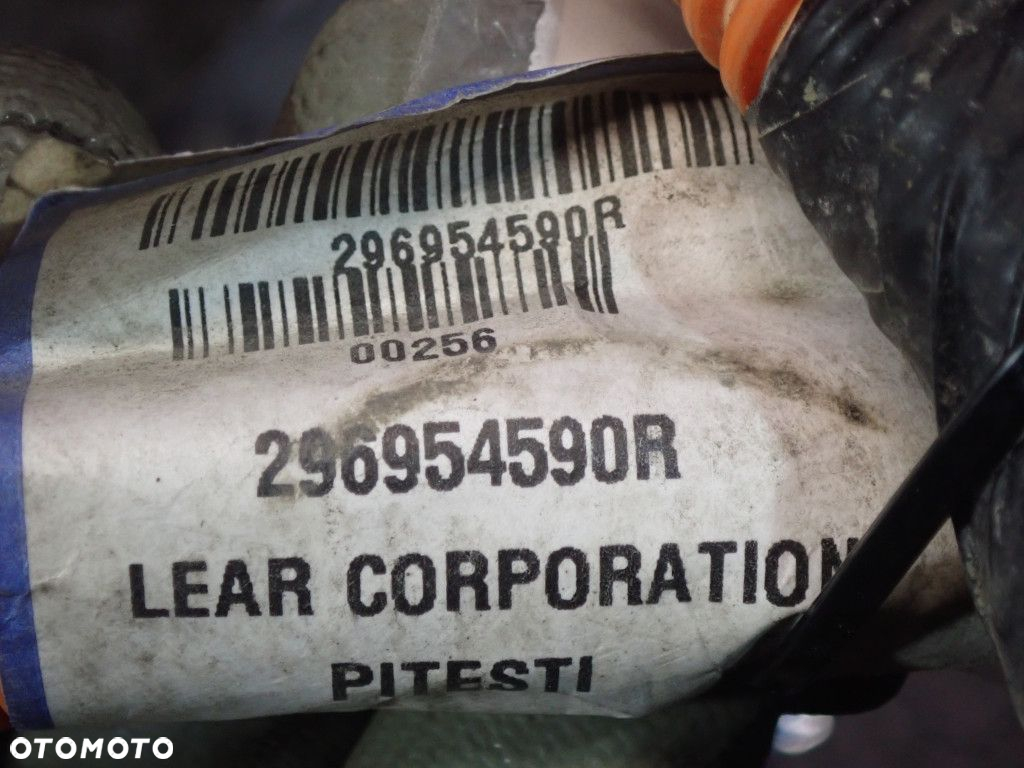 296954590R
00256
296954590R
LEAR CORPORATION
PITESTI
OTOMOTO